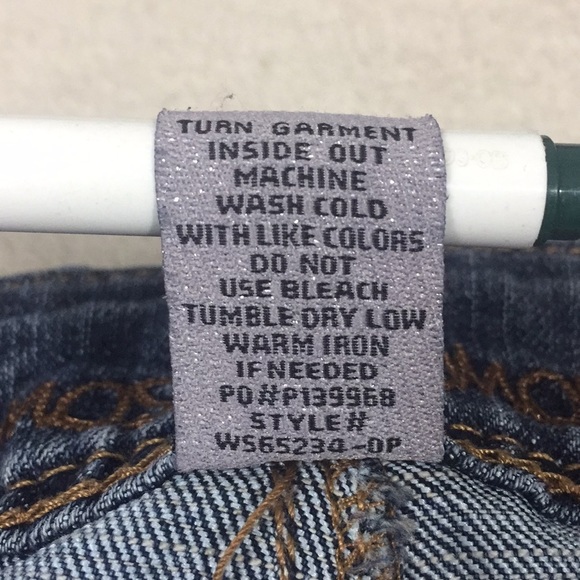 TURN GARMENT
INSIDE OUT
MACHINE
WASH COLD
WITH LIKE COLORS
DO NOT
USE BLEACH
TUMBLE DRY LOW
WARM IRON
IF NEEDED
PO#P139968
STYLE#
WS65234-OP